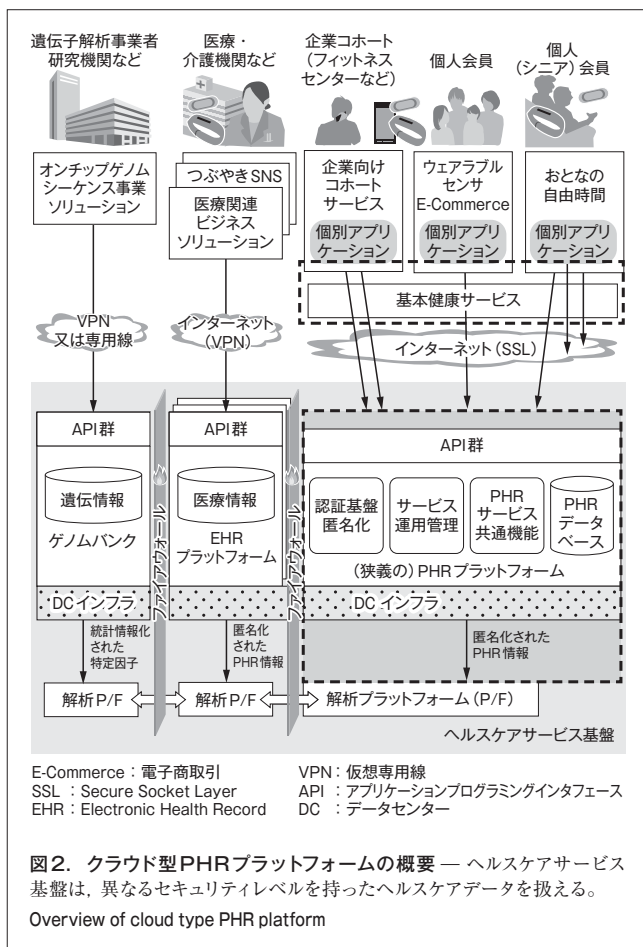 遺伝子解析事業者
研究機関など
医療・
介護機関など
企業コホート
(フィットネス
センターなど)
個人会員
個人
(シニア)会員
オンチップゲノム
シーケンス事業
ソリューション
つぶやきSNS
医療関連
ビジネス
ソリューション
企業向け
コホート
サービス
個別アプリ
ケーション
ウェアラブル
センサ
E-Commerce
個別アプリ
ケーション
おとなの
自由時間
個別アプリ
ケーション
基本健康サービス
VPN
又は専用線
インターネット
(VPN)
インターネット(SSL)
API群
遺伝情報
ゲノムバンク
DCインフラ
ファイアウォール
API群
医療情報
EHR
プラットフォーム
ファイアウォール
API群
認証基盤
匿名化
サービス
運用管理
PHR
サービス
共通機能
PHR
データ
ベース
(狭義の)PHRプラットフォーム
DCインフラ
統計情報化
された
特定因子
匿名化
された
PHR情報
匿名化された
PHR情報
解析P/F
解析P/F
解析プラットフォーム(P/F)
ヘルスケアサービス基盤
E-Commerce:電子商取引
SSL:Secure Socket Layer
EHR:Electronic Health Record
VPN:仮想専用線
API:アプリケーションプログラミングインタフェース
DC:データセンター
図2.クラウド型PHRプラットフォームの概要 — ヘルスケアサービス
基盤は,異なるセキュリティレベルを持ったヘルスケアデータを扱える。
Overview of cloud type PHR platform